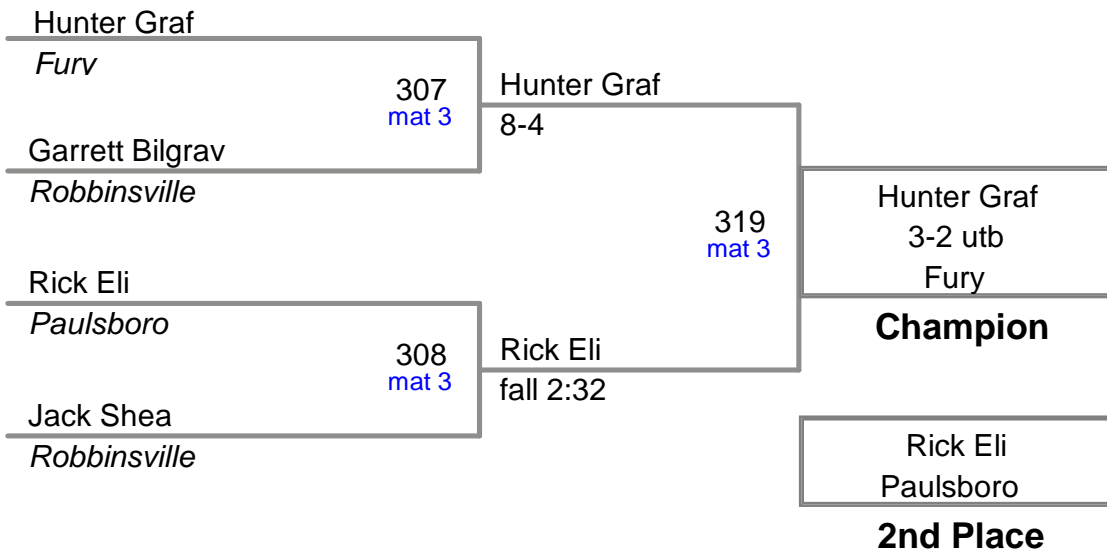 Hunter Graf
Fury
307
mat 3
Garrett Bilgrav
Robbinsville
Hunter Graf
8-4
Rick Eli
Paulsboro
308
mat 3
Jack Shea
Robbinsville
Rick Eli
fall 2:32
319
mat 3
Hunter Graf
3-2 utb
Fury
Champion
Rick Eli
Paulsboro
2nd Place